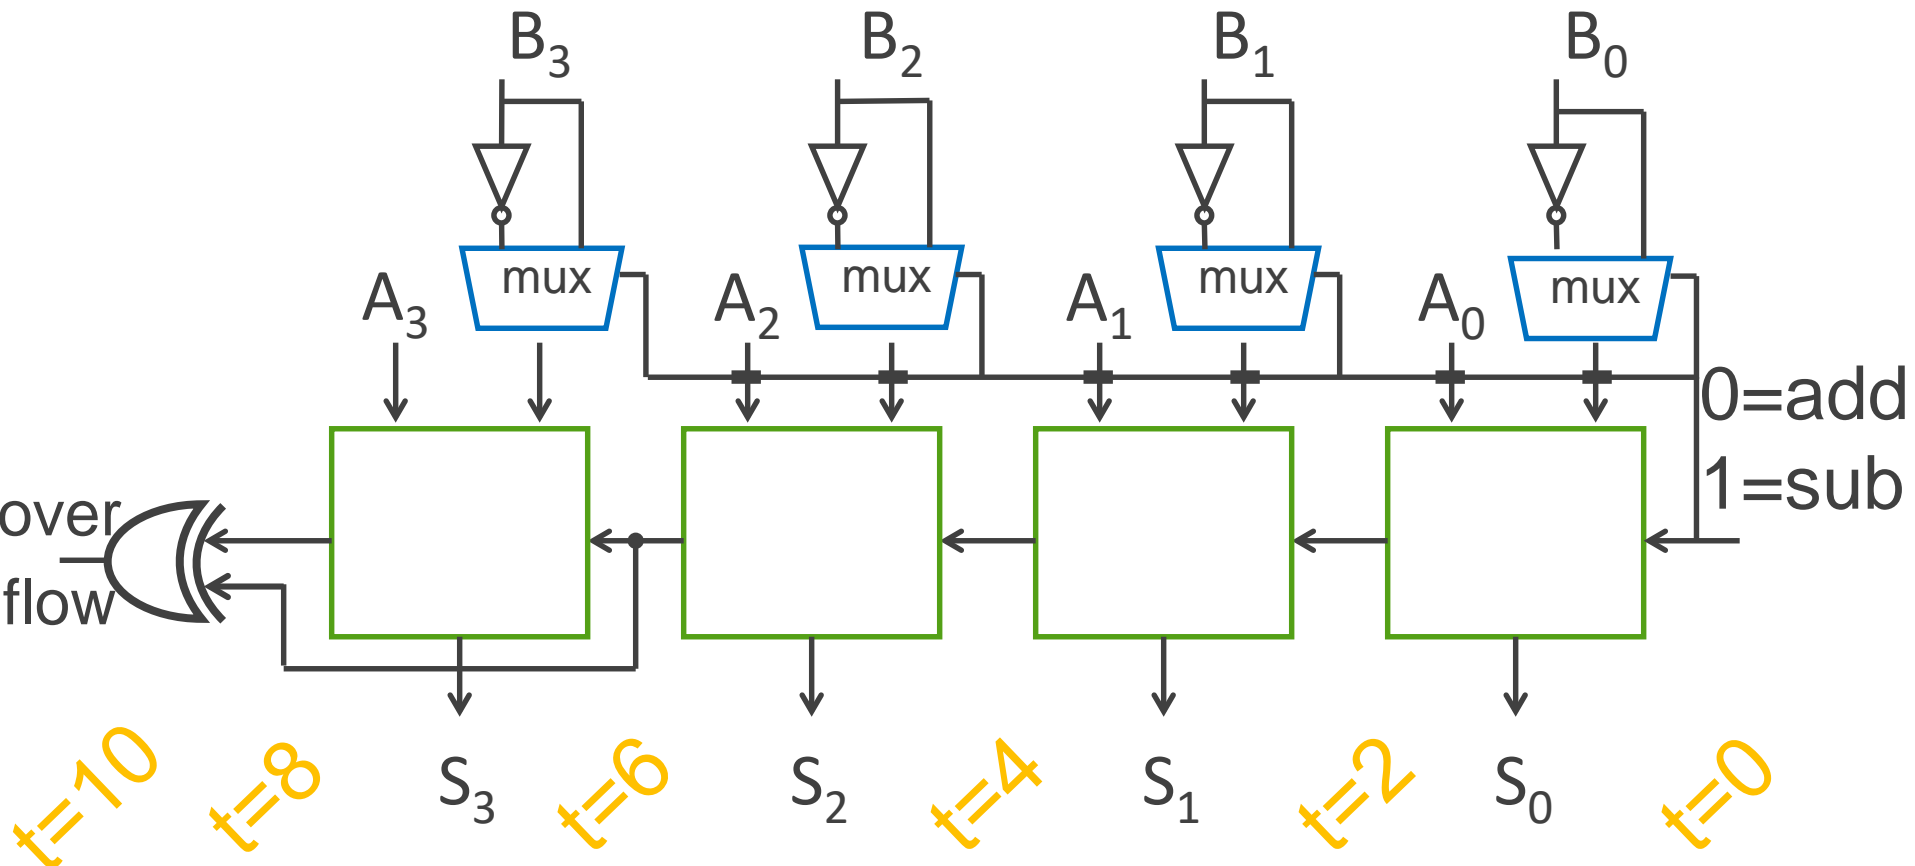 B3 B2 B1 B0
mux mux mux mux
A3 A2 A1 A0
0=add
1=sub
over
flow
S3 S2 S1 S0
t=10 t=8 t=6 t=4 t=2 t=0